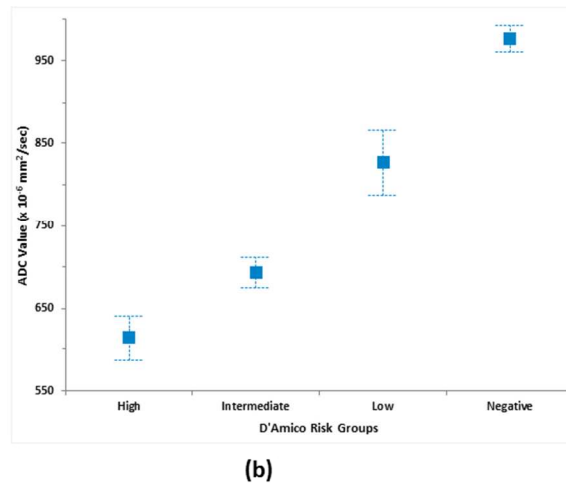 950
850
750
650
550
ADC Value (x 10⁻⁶ mm²/sec)
High Intermediate Low Negative
D'Amico Risk Groups
(b)